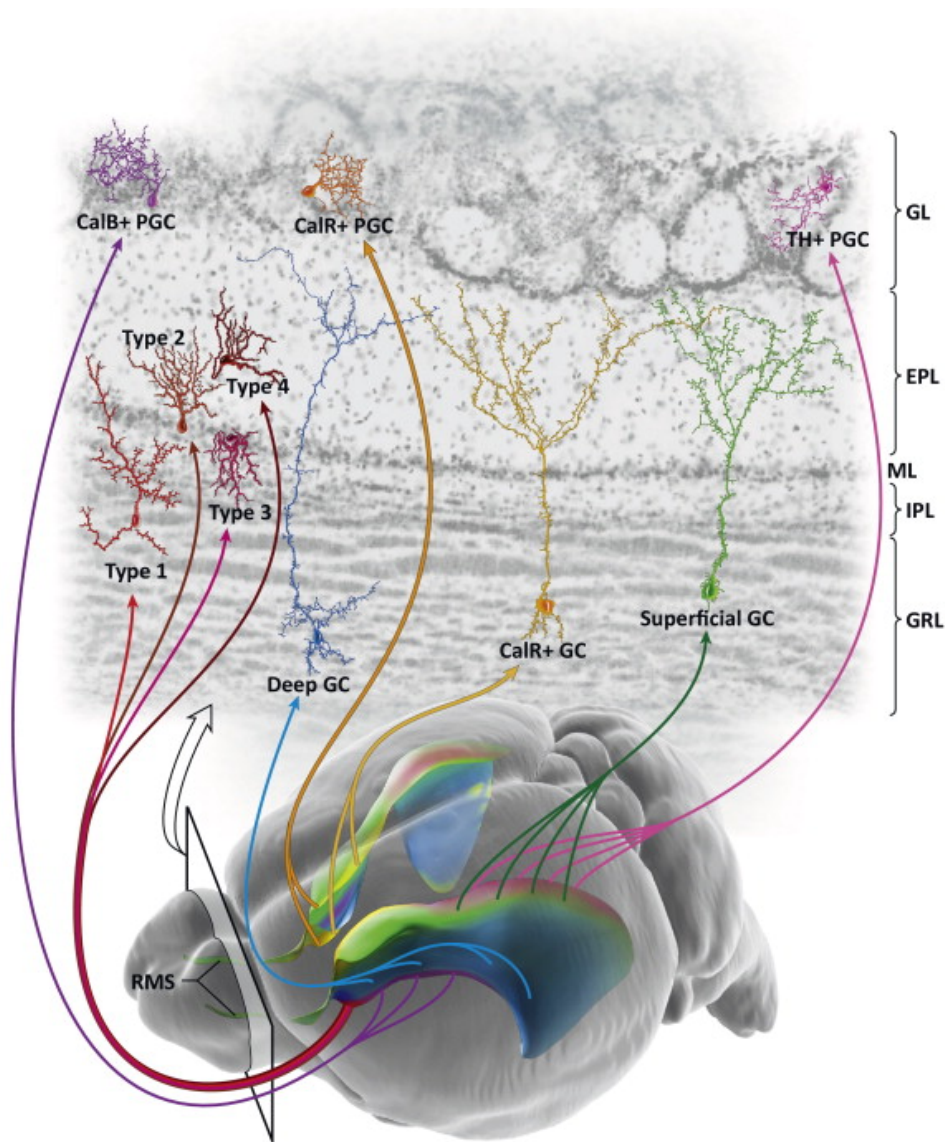 CalB+ PGC
CalR+ PGC
TH+ PGC
GL
Type 2
Type 4
EPL
ML
Type 3
IPL
Type 1
Superficial GC
GRL
CalR+ GC
Deep GC
RMS